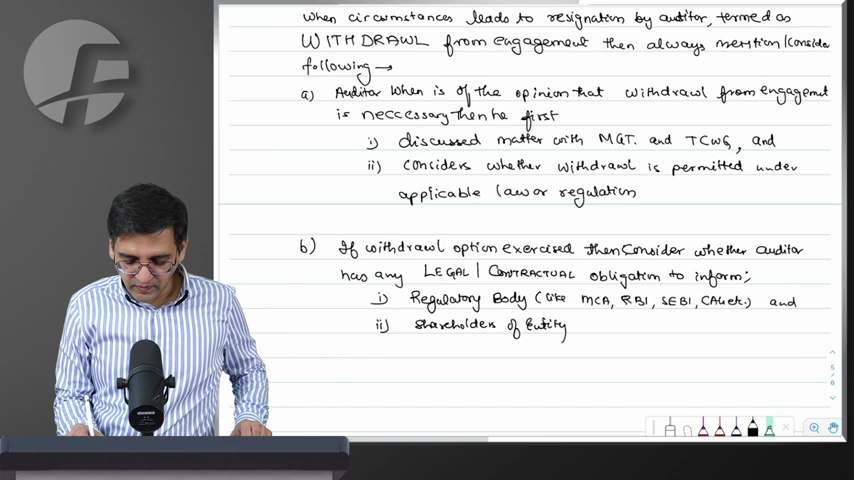 when circumstances leads to resignation by auditor, termed as
WITHDRAWL from engagement then always mention/consider
following →
a) Auditor when is of the opinion that withdrawl from engagement
is neccessary then he first
i) discussed matter with MGT. and TCWG, and
ii) considers whether withdrawl is permitted under
applicable law or regulation
b) If withdrawl option exercised then consider whether auditor
has any LEGAL | CONTRACTUAL obligation to inform;
i) Regulatory Body (like MCA, RBI, SEBI, CAG etc.) and
ii) shareholders of Entity
5
/
6